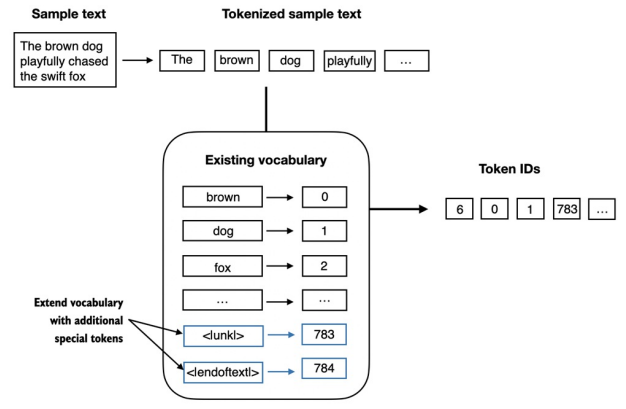 Sample text
Tokenized sample text
The brown dog
playfully chased
the swift fox
The
brown
dog
playfully
...
Existing vocabulary
brown
0
dog
1
fox
2
...
...
<|unk|>
783
<|endoftext|>
784
Extend vocabulary
with additional
special tokens
Token IDs
6
0
1
783
...